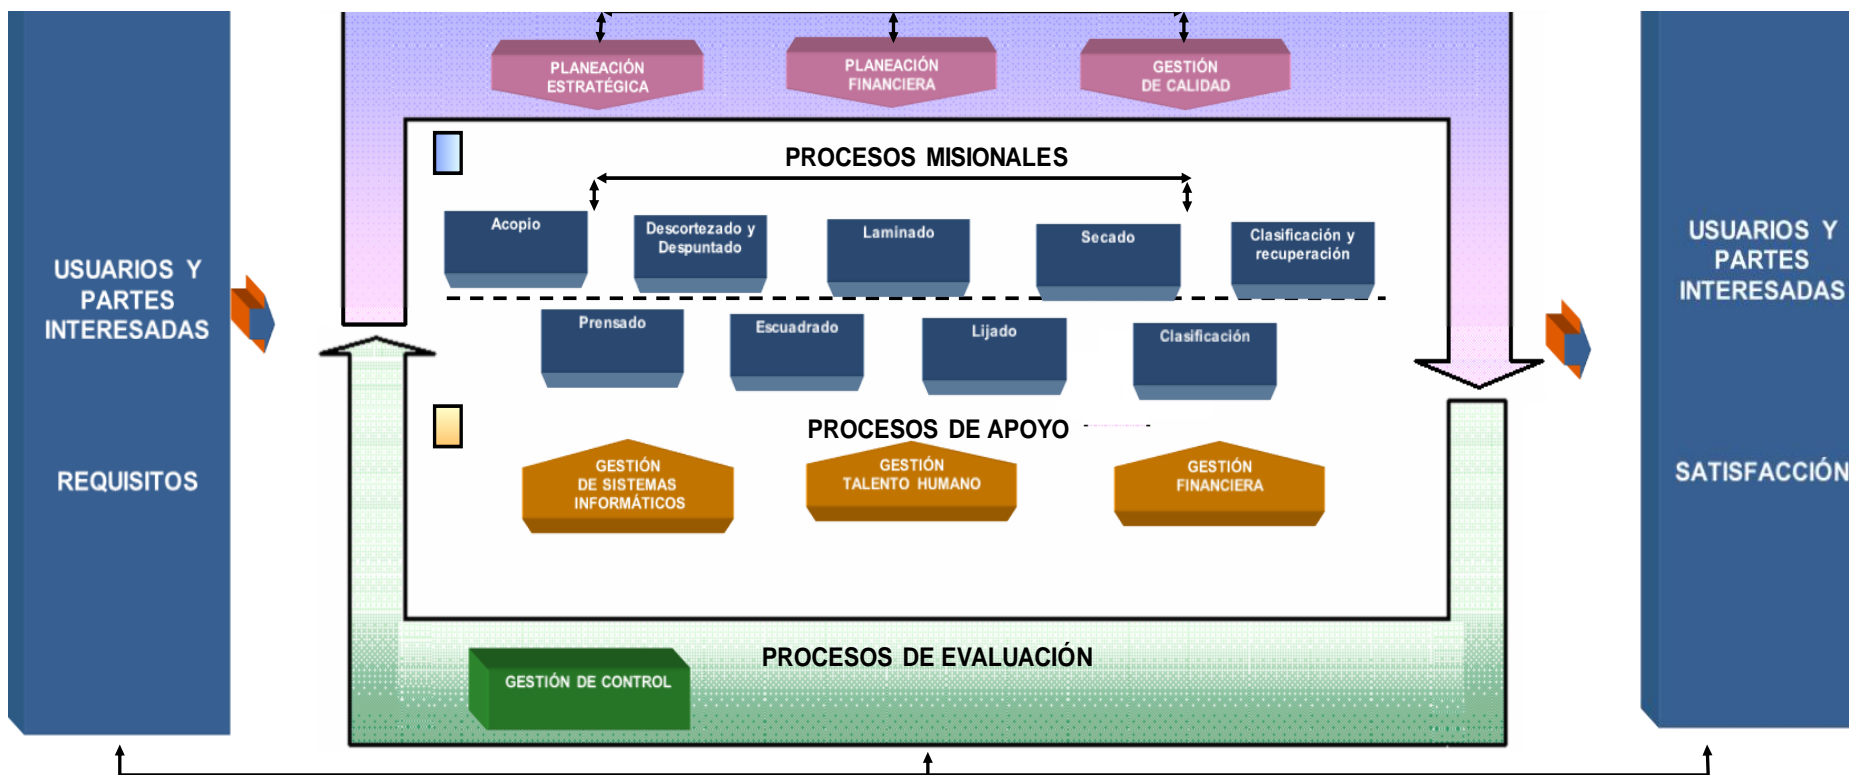 USUARIOS Y
PARTES
INTERESADAS
REQUISITOS
PLANEACIÓN
ESTRATÉGICA
PLANEACIÓN
FINANCIERA
GESTIÓN
DE CALIDAD
PROCESOS MISIONALES
Acopio
Descortezado y
Despuntado
Laminado
Secado
Clasificación y
recuperación
Prensado
Escuadrado
Lijado
Clasificación
PROCESOS DE APOYO
GESTIÓN
DE SISTEMAS
INFORMÁTICOS
GESTIÓN
TALENTO HUMANO
GESTIÓN
FINANCIERA
PROCESOS DE EVALUACIÓN
GESTIÓN DE CONTROL
USUARIOS Y
PARTES
INTERESADAS
SATISFACCIÓN